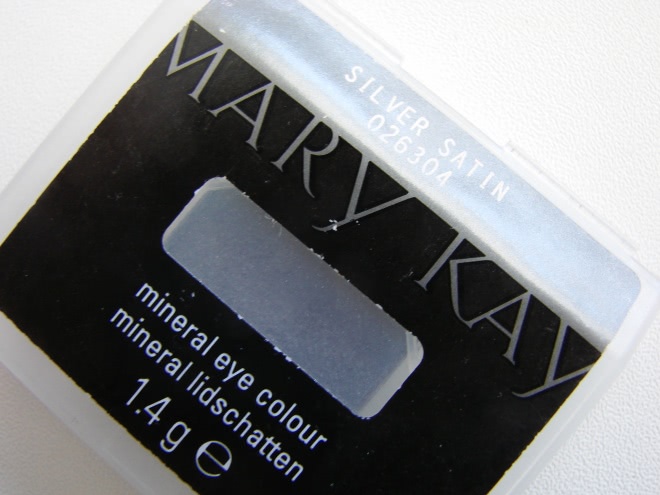 SILVER SATIN
026304
MARY KAY
mineral eye colour
mineral lidschatten
1.4 g ℮